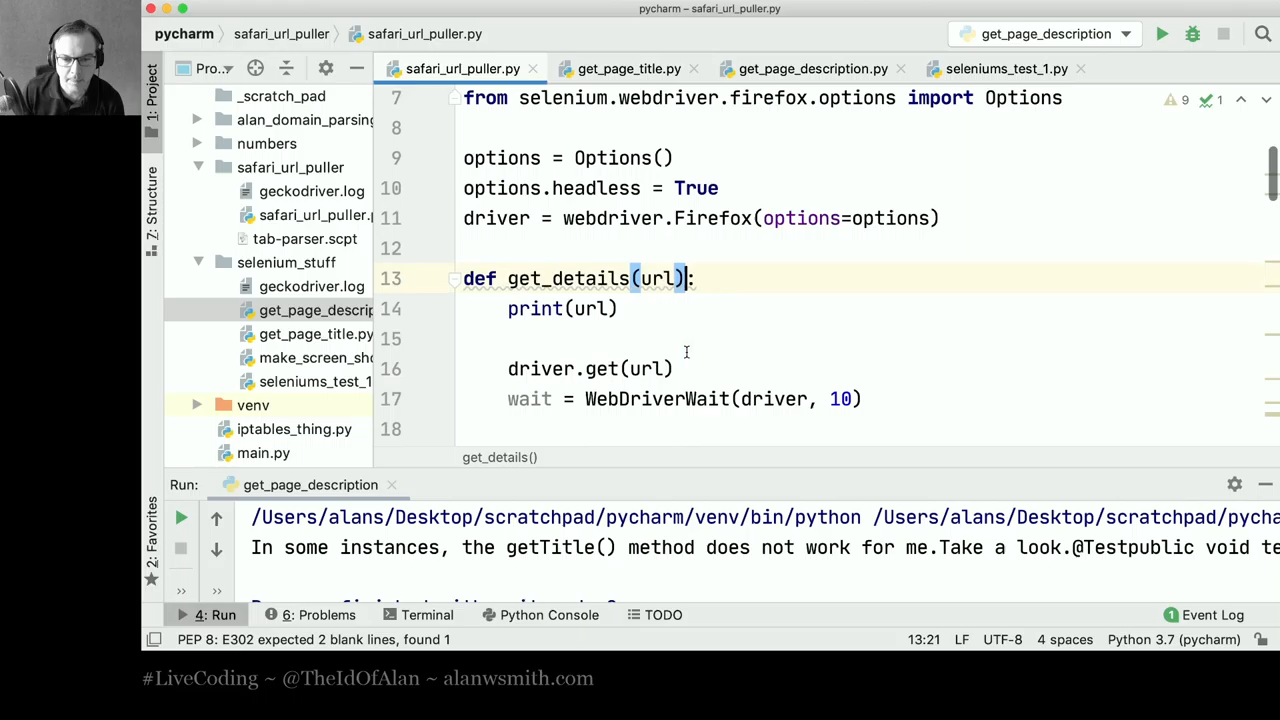 pycharm – safari_url_puller.py
pycharm
safari_url_puller
safari_url_puller.py
get_page_description
1: Project
Z: Structure
2: Favorites
Pro..
safari_url_puller.py
get_page_title.py
get_page_description.py
seleniums_test_1.py
_scratch_pad
alan_domain_parsing
numbers
safari_url_puller
geckodriver.log
safari_url_puller.
tab-parser.scpt
selenium_stuff
geckodriver.log
get_page_descrip
get_page_title.py
make_screen_sho
seleniums_test_1
venv
iptables_thing.py
main.py
9 1
7 from selenium.webdriver.firefox.options import Options
8
9 options = Options()
10 options.headless = True
11 driver = webdriver.Firefox(options=options)
12
13 def get_details(url):
14 print(url)
15
16 driver.get(url)
17 wait = WebDriverWait(driver, 10)
18
get_details()
Run: get_page_description
/Users/alans/Desktop/scratchpad/pycharm/venv/bin/python /Users/alans/Desktop/scratchpad/pycha
In some instances, the getTitle() method does not work for me.Take a look.@Testpublic void te
4: Run
6: Problems
Terminal
Python Console
TODO
1 Event Log
PEP 8: E302 expected 2 blank lines, found 1
13:21 LF UTF-8 4 spaces Python 3.7 (pycharm)
#LiveCoding ~ @TheIdOfAlan ~ alanwsmith.com